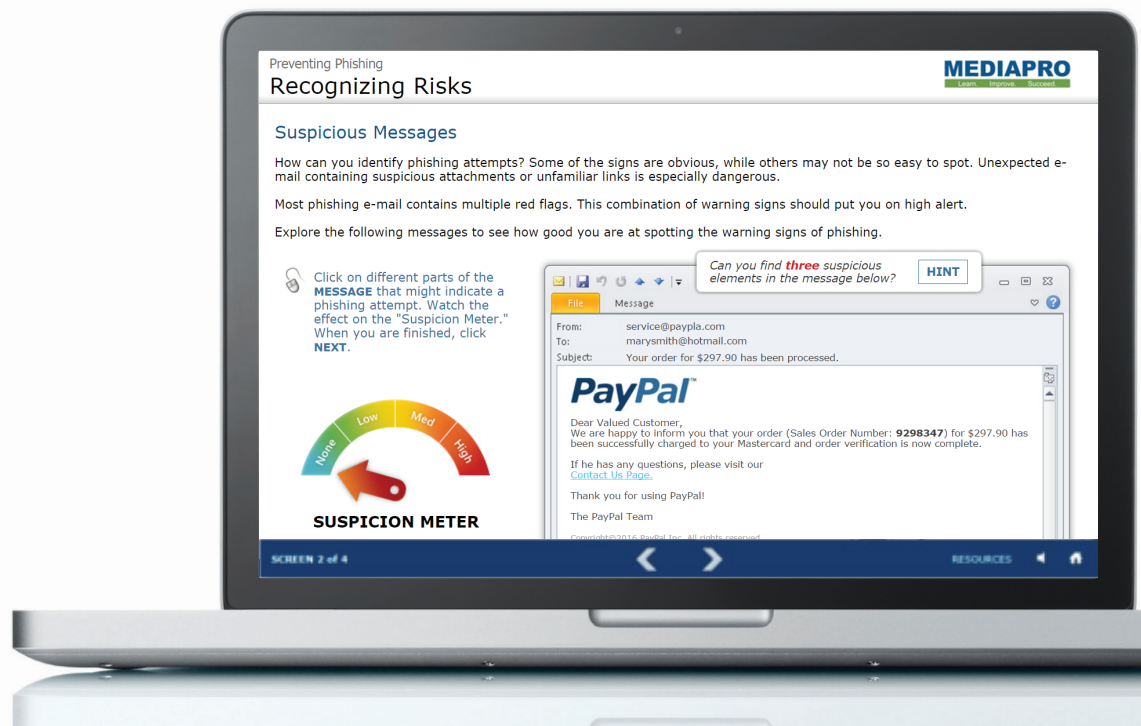 Preventing Phishing
Recognizing Risks
MEDIAPRO
Learn. Improve. Succeed.
Suspicious Messages
How can you identify phishing attempts? Some of the signs are obvious, while others may not be so easy to spot. Unexpected e-
mail containing suspicious attachments or unfamiliar links is especially dangerous.
Most phishing e-mail contains multiple red flags. This combination of warning signs should put you on high alert.
Explore the following messages to see how good you are at spotting the warning signs of phishing.
Click on different parts of the
MESSAGE that might indicate a
phishing attempt. Watch the
effect on the "Suspicion Meter."
When you are finished, click
NEXT.
None
Low
Med
High
SUSPICION METER
Can you find three suspicious
elements in the message below?
HINT
File
Message
From: service@paypla.com
To: marysmith@hotmail.com
Subject: Your order for $297.90 has been processed.
PayPal™
Dear Valued Customer,
We are happy to inform you that your order (Sales Order Number: 9298347) for $297.90 has
been successfully charged to your Mastercard and order verification is now complete.
If he has any questions, please visit our
Contact Us Page.
Thank you for using PayPal!
The PayPal Team
Copyright©2016 PayPal Inc. All rights reserved
SCREEN 2 of 4
RESOURCES